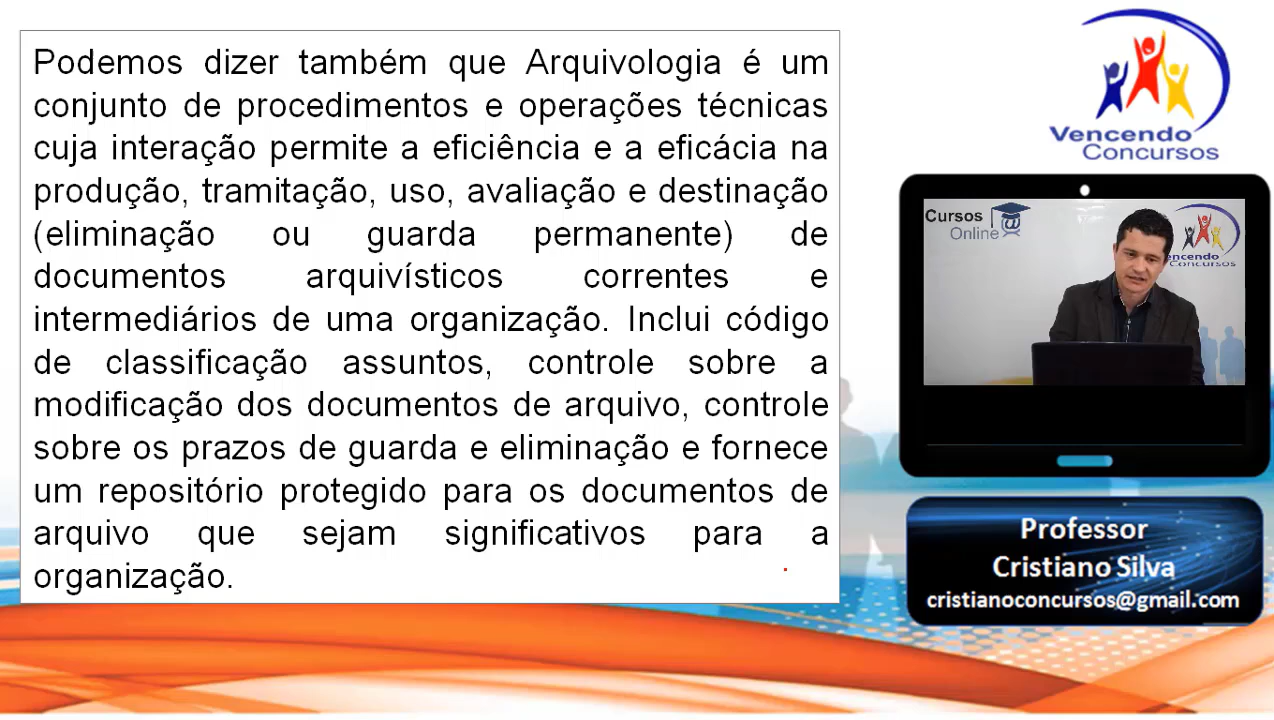 Podemos dizer também que Arquivologia é um
conjunto de procedimentos e operações técnicas
cuja interação permite a eficiência e a eficácia na
produção, tramitação, uso, avaliação e destinação
(eliminação ou guarda permanente) de
documentos arquivísticos correntes e
intermediários de uma organização. Inclui código
de classificação assuntos, controle sobre a
modificação dos documentos de arquivo, controle
sobre os prazos de guarda e eliminação e fornece
um repositório protegido para os documentos de
arquivo que sejam significativos para a
organização.
Vencendo
Concursos
Cursos
Online
Concursos
Professor
Cristiano Silva
cristianoconcursos@gmail.com